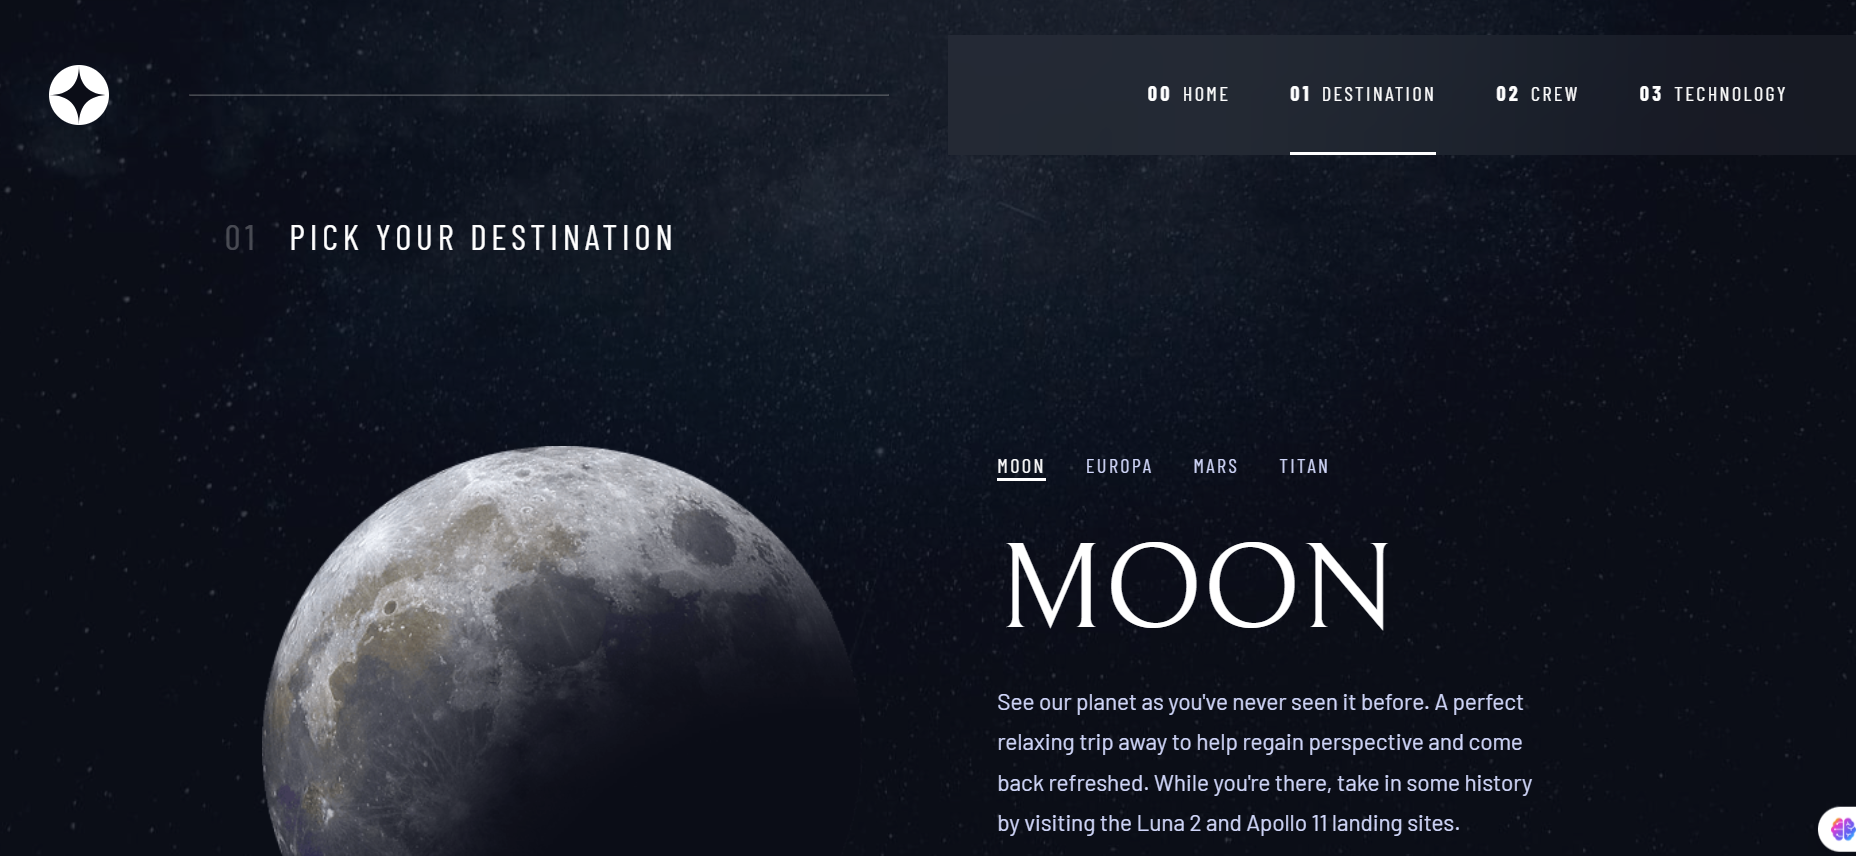 00 HOME 01 DESTINATION 02 CREW 03 TECHNOLOGY
01 PICK YOUR DESTINATION
MOON EUROPA MARS TITAN
MOON
See our planet as you've never seen it before. A perfect
relaxing trip away to help regain perspective and come
back refreshed. While you're there, take in some history
by visiting the Luna 2 and Apollo 11 landing sites.